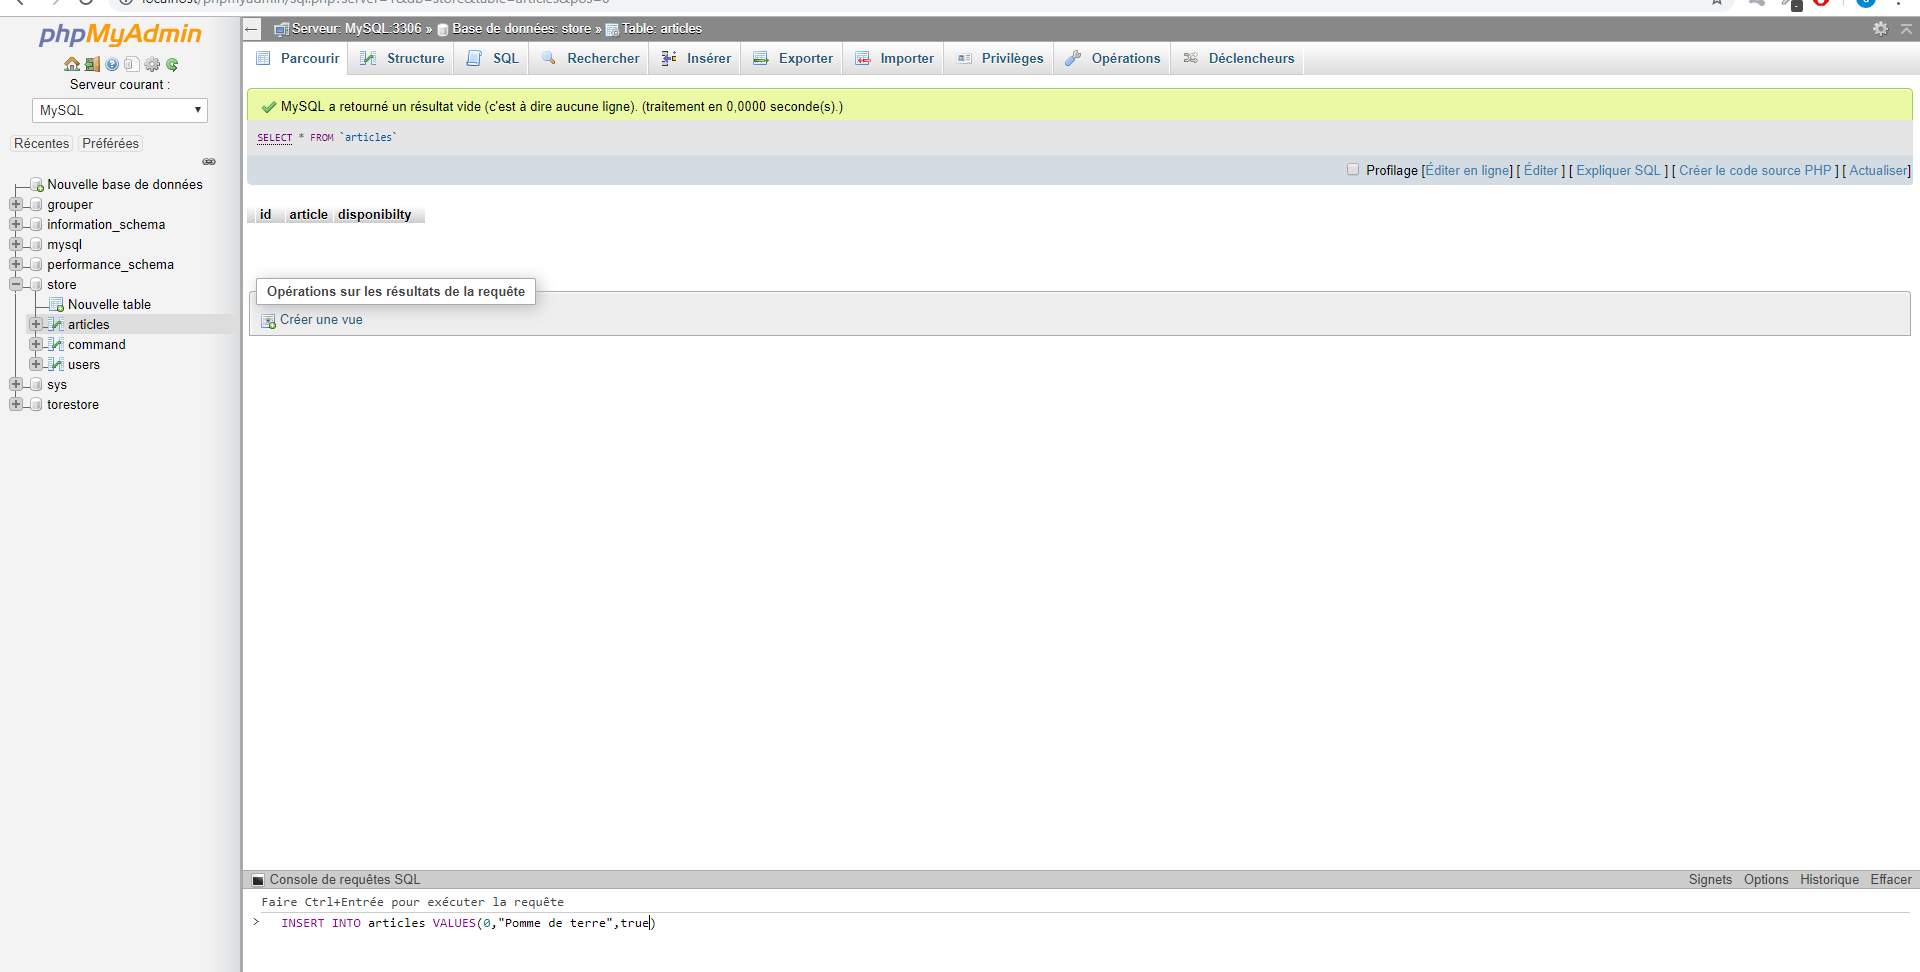 localhost/phpmyadmin/sql.php?server=1&db=store&table=articles&pos=0
phpMyAdmin
Serveur courant :
MySQL
Récentes Préférées
Nouvelle base de données
grouper
information_schema
mysql
performance_schema
store
Nouvelle table
articles
command
users
sys
torestore
Serveur: MySQL:3306 » Base de données: store » Table: articles
Parcourir Structure SQL Rechercher Insérer Exporter Importer Privilèges Opérations Déclencheurs
MySQL a retourné un résultat vide (c'est à dire aucune ligne). (traitement en 0,0000 seconde(s).)
SELECT * FROM `articles`
Profilage [Éditer en ligne] [ Éditer ] [ Expliquer SQL ] [ Créer le code source PHP ] [ Actualiser]
id article disponibilty
Opérations sur les résultats de la requête
Créer une vue
Console de requêtes SQL
Signets Options Historique Effacer
Faire Ctrl+Entrée pour exécuter la requête
> INSERT INTO articles VALUES(0,"Pomme de terre",true)